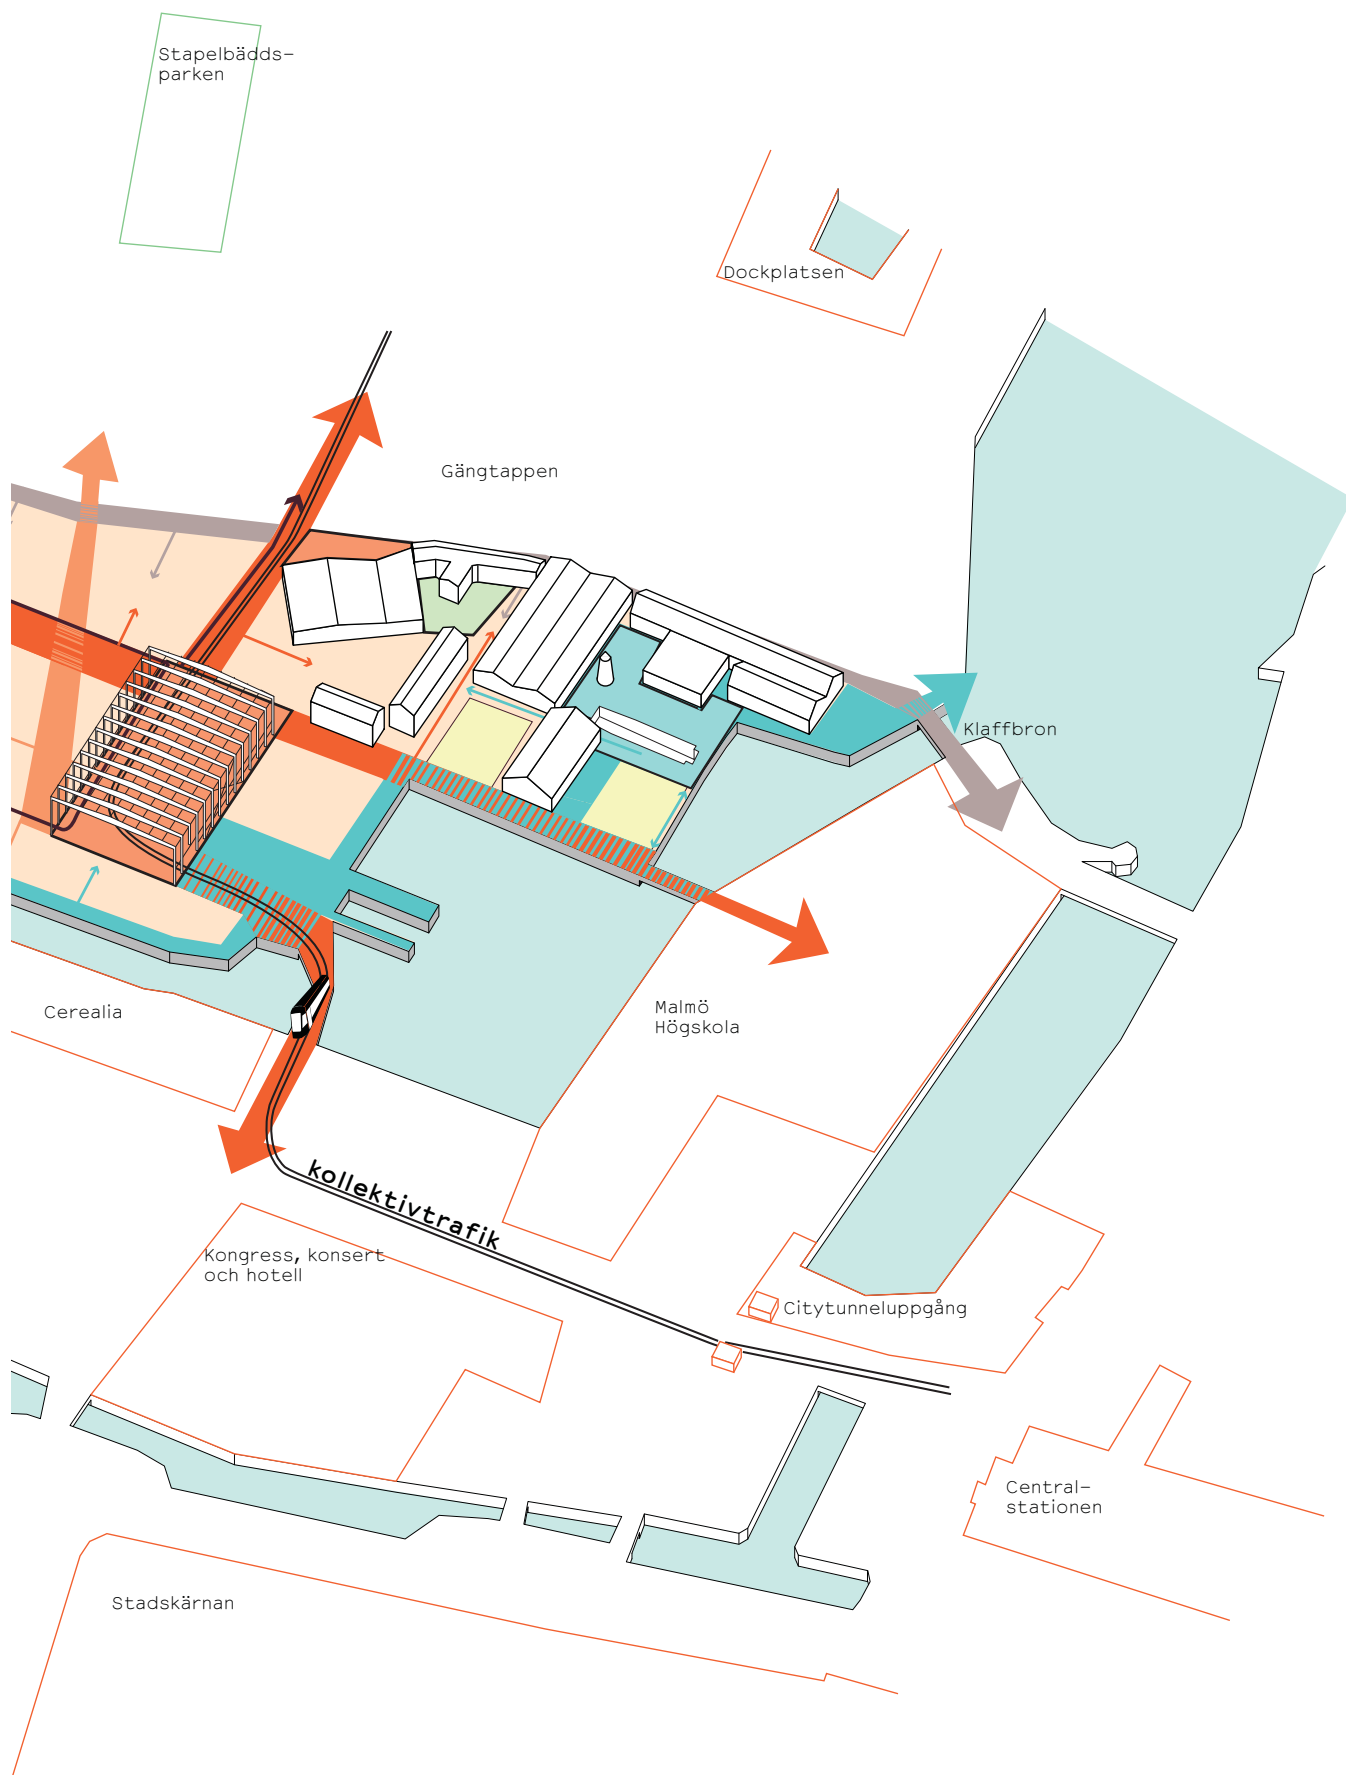 Stapelbädds-
parken
Dockplatsen
Gängtappen
Klaffbron
Cerealia
Malmö
Högskola
kollektivtrafik
Kongress, konsert
och hotell
Citytunneluppgång
Central-
stationen
Stadskärnan